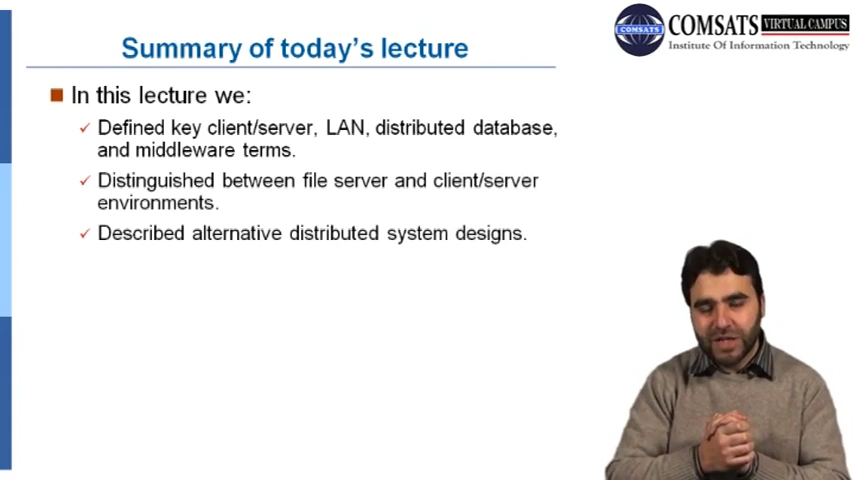 Summary of today's lecture
COMSATS VIRTUAL CAMPUS
COMSATS
Institute Of Information Technology
In this lecture we:
Defined key client/server, LAN, distributed database,
and middleware terms.
Distinguished between file server and client/server
environments.
Described alternative distributed system designs.